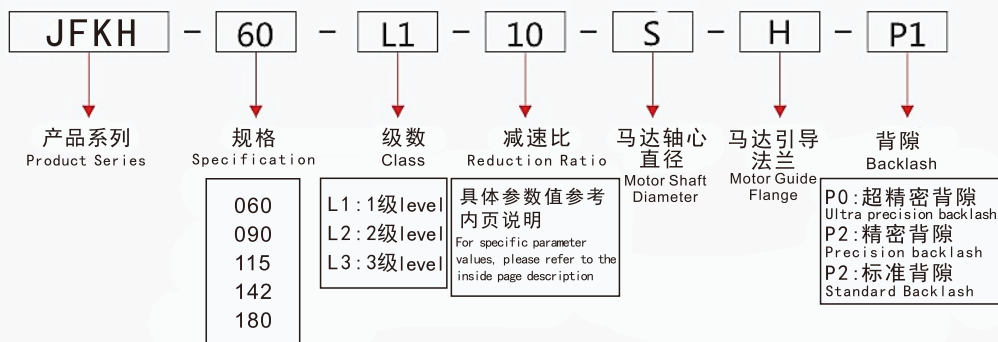 JFKH - 60 - L1 - 10 - S - H - P1
产品系列
Product Series
规格
Specification
060
090
115
142
180
级数
Class
L1:1级level
L2:2级level
L3:3级level
减速比
Reduction Ratio
具体参数值参考
内页说明
For specific parameter
values, please refer to the
inside page description
马达轴心
直径
Motor Shaft
Diameter
马达引导
法兰
Motor Guide
Flange
背隙
Backlash
P0:超精密背隙
Ultra precision backlash
P2:精密背隙
Precision backlash
P2:标准背隙
Standard Backlash